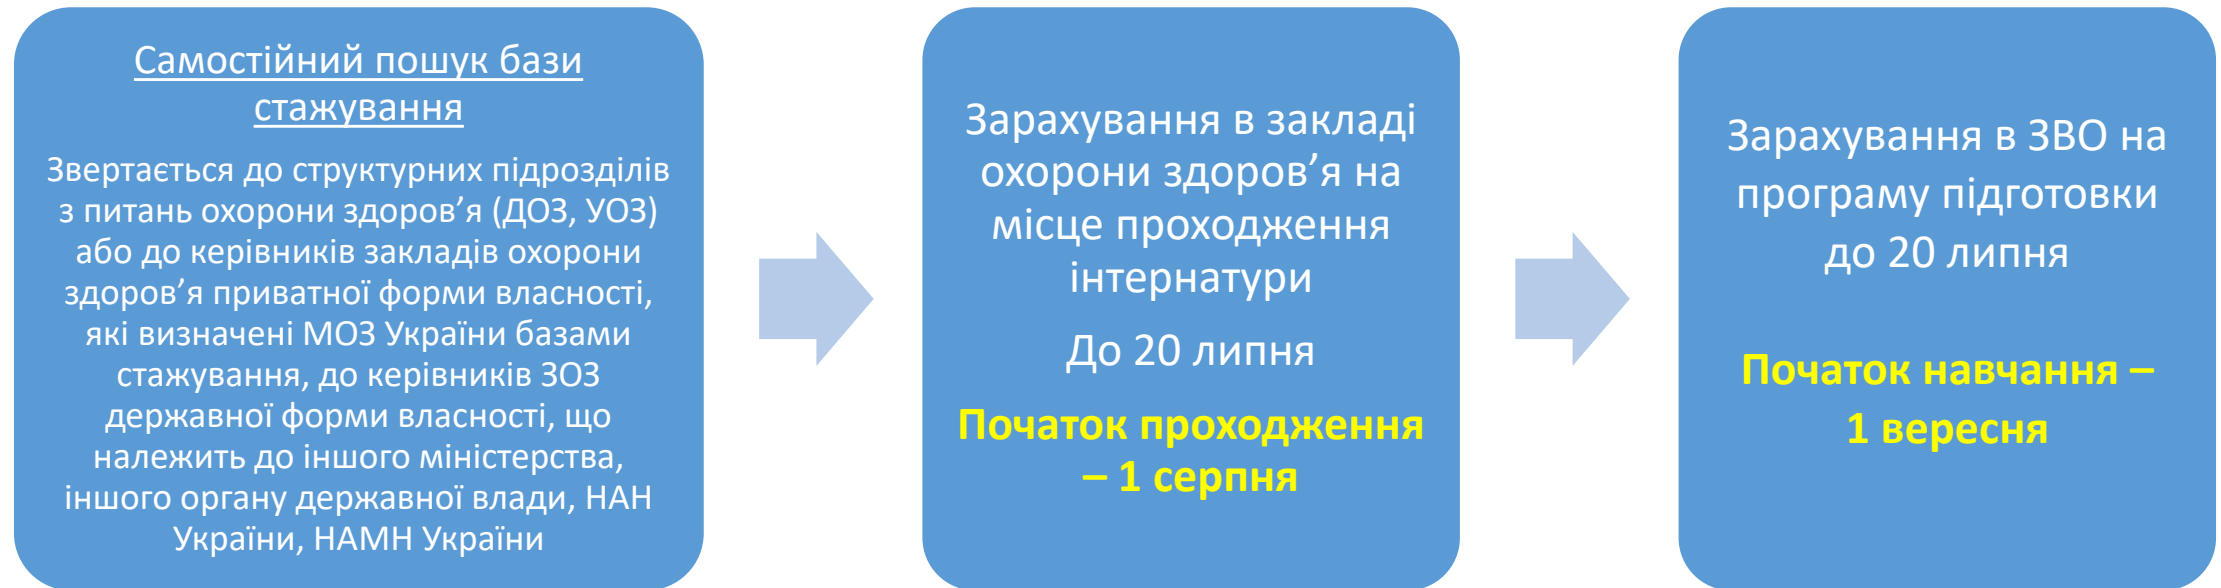 Самостійний пошук бази
стажування
Звертається до структурних підрозділів
з питань охорони здоров’я (ДОЗ, УОЗ)
або до керівників закладів охорони
здоров’я приватної форми власності,
які визначені МОЗ України базами
стажування, до керівників ЗОЗ
державної форми власності, що
належить до іншого міністерства,
іншого органу державної влади, НАН
України, НАМН України
Зарахування в закладі
охорони здоров’я на
місце проходження
інтернатури
До 20 липня
Початок проходження
– 1 серпня
Зарахування в ЗВО на
програму підготовки
до 20 липня
Початок навчання –
1 вересня